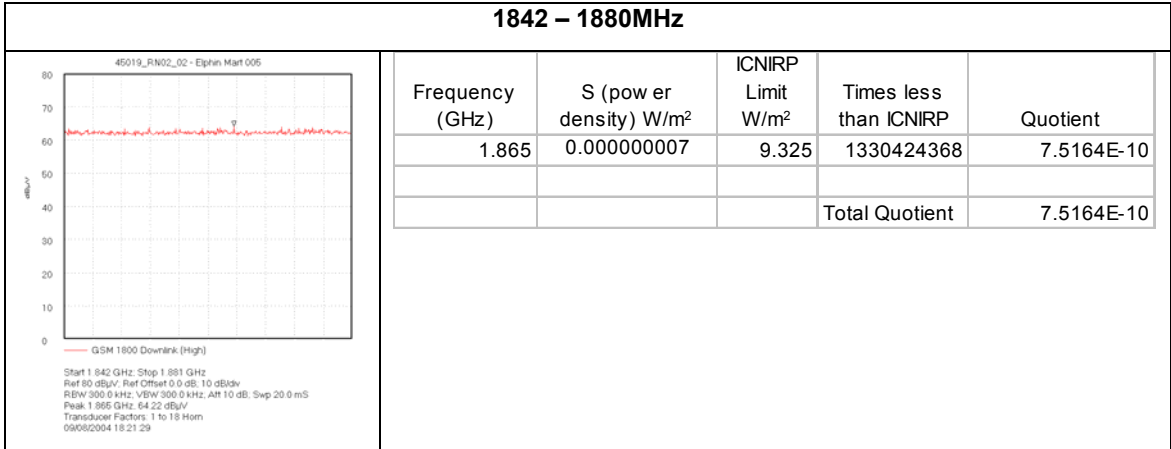 1842 – 1880MHz
45019_RN02_02 - Elphin Mart 005
80
70
60
50
40
30
20
10
0
dBµV
GSM 1800 Downlink (High)
Start 1.842 GHz; Stop 1.881 GHz
Ref 80 dBµV; Ref Offset 0.0 dB; 10 dB/div
RBW 300.0 kHz; VBW 300.0 kHz; Att 10 dB; Swp 20.0 mS
Peak 1.865 GHz, 64.22 dBµV
Transducer Factors: 1 to 18 Horn
09/08/2004 18:21:29
Frequency (GHz) S (pow er density) W/m² ICNIRP Limit W/m² Times less than ICNIRP Quotient
1.865 0.000000007 9.325 1330424368 7.5164E-10
Total Quotient 7.5164E-10